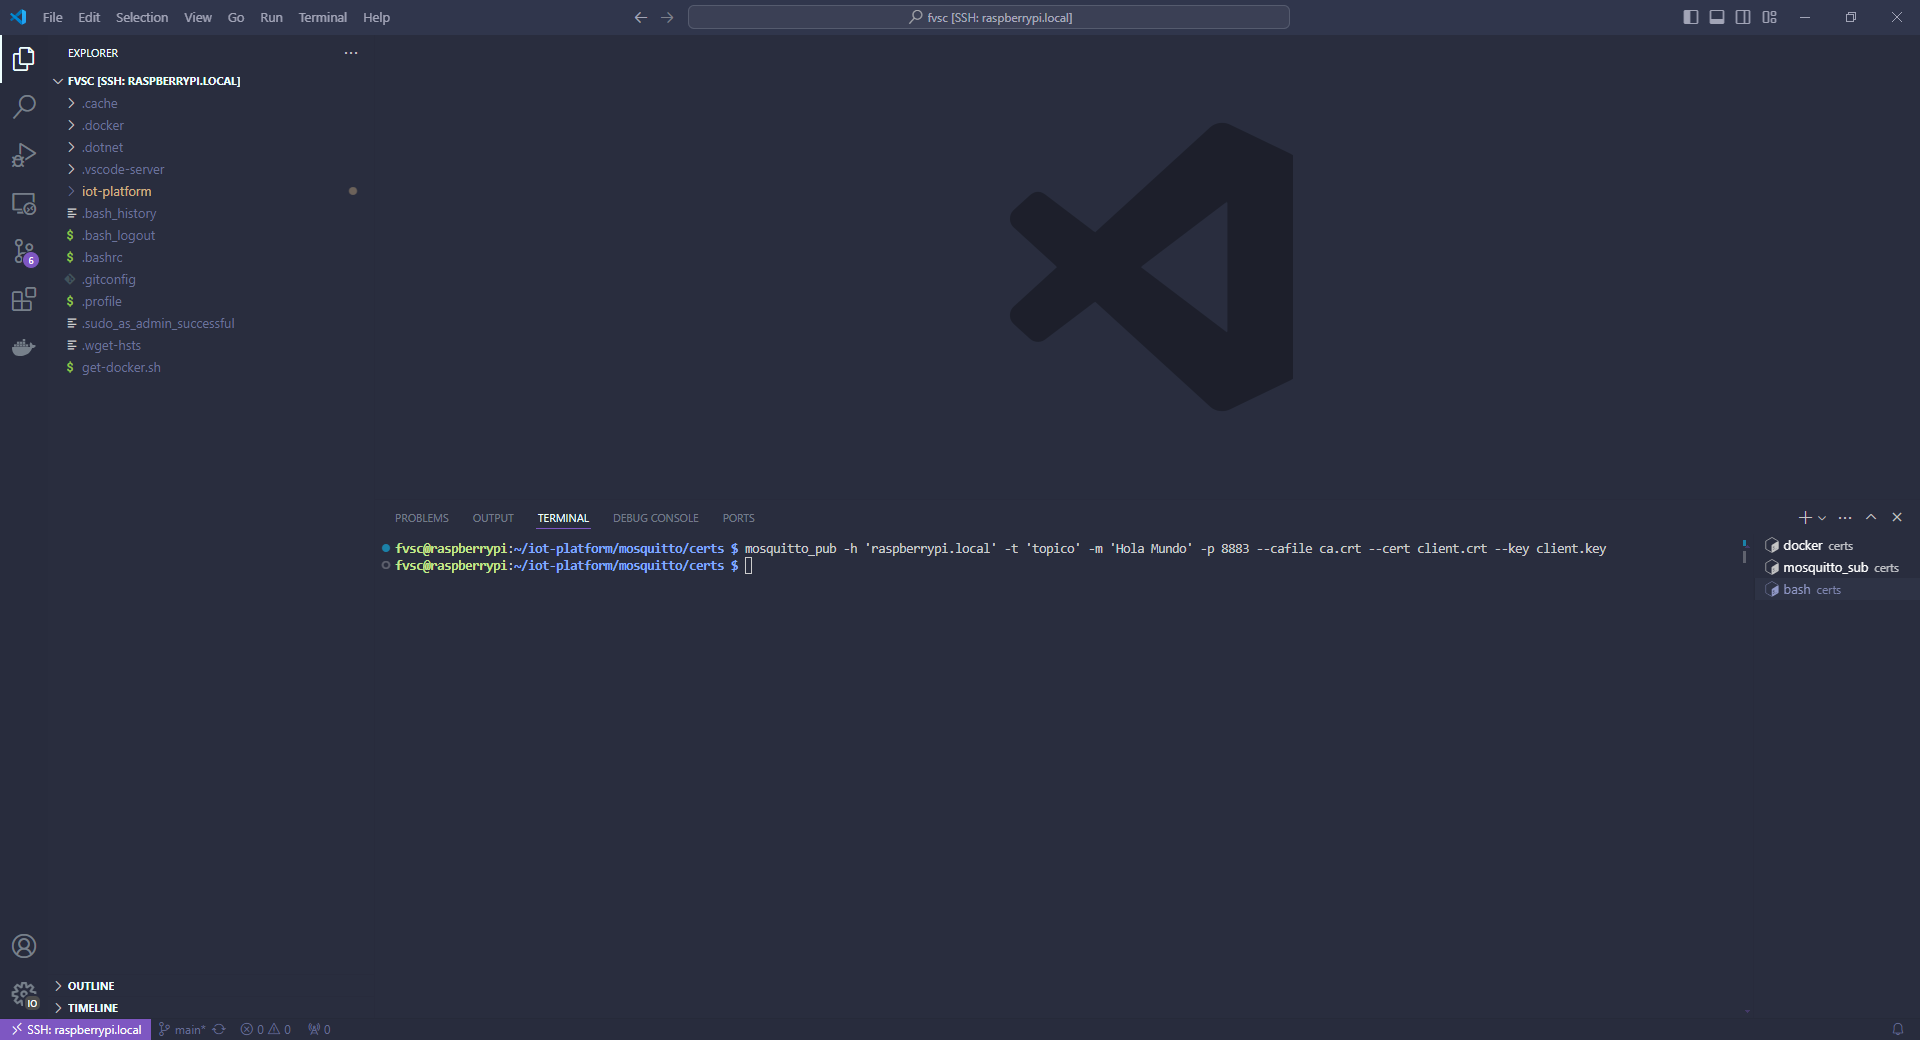 File Edit Selection View Go Run Terminal Help
fvsc [SSH: raspberrypi.local]
EXPLORER
FVSC [SSH: RASPBERRYPI.LOCAL]
.cache
.docker
.dotnet
.vscode-server
iot-platform
.bash_history
$ .bash_logout
$ .bashrc
.gitconfig
$ .profile
.sudo_as_admin_successful
.wget-hsts
$ get-docker.sh
6
PROBLEMS OUTPUT TERMINAL DEBUG CONSOLE PORTS
fvsc@raspberrypi:~/iot-platform/mosquitto/certs $ mosquitto_pub -h 'raspberrypi.local' -t 'topico' -m 'Hola Mundo' -p 8883 --cafile ca.crt --cert client.crt --key client.key
fvsc@raspberrypi:~/iot-platform/mosquitto/certs $
docker certs
mosquitto_sub certs
bash certs
OUTLINE
IO
TIMELINE
SSH: raspberrypi.local main* 0 0 0